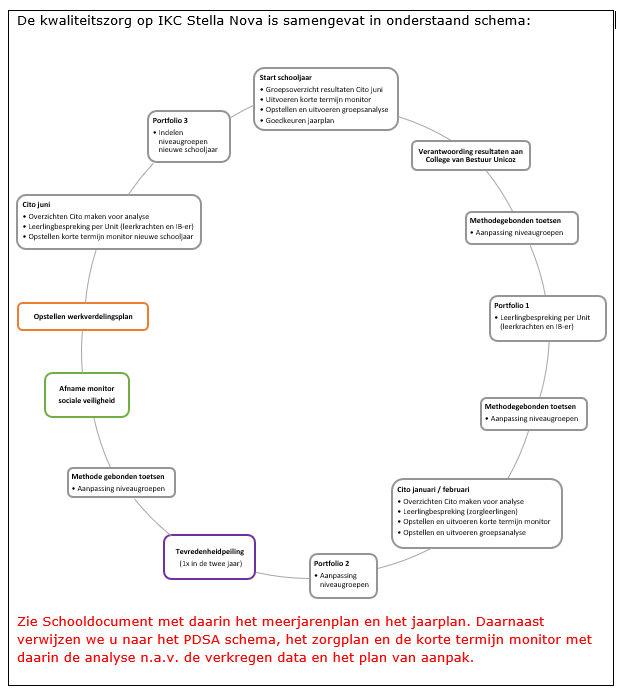 De kwaliteitszorg op IKC Stella Nova is samengevat in onderstaand schema:
Start schooljaar
• Groepsoverzicht resultaten Cito juni
• Uitvoeren korte termijn monitor
• Opstellen en uitvoeren groepsanalyse
• Goedkeuren jaarplan
Verantwoording resultaten aan
College van Bestuur Unicoz
Methodegebonden toetsen
• Aanpassing niveaugroepen
Portfolio 1
• Leerlingbespreking per Unit
(leerkrachten en IB-er)
Methodegebonden toetsen
• Aanpassing niveaugroepen
Cito januari / februari
• Overzichten Cito maken voor analyse
• Leerlingbespreking (zorgleerlingen)
• Opstellen en uitvoeren korte termijn monitor
• Opstellen en uitvoeren groepsanalyse
Portfolio 2
• Aanpassing
niveaugroepen
Tevredenheidpeiling
(1x in de twee jaar)
Methode gebonden toetsen
• Aanpassing niveaugroepen
Afname monitor
sociale veiligheid
Opstellen werkverdelingsplan
Cito juni
• Overzichten Cito maken voor analyse
• Leerlingbespreking per Unit (leerkrachten en IB-er)
• Opstellen korte termijn monitor nieuwe schooljaar
Portfolio 3
• Indelen
niveaugroepen
nieuwe schooljaar
Zie Schooldocument met daarin het meerjarenplan en het jaarplan. Daarnaast
verwijzen we u naar het PDSA schema, het zorgplan en de korte termijn monitor met
daarin de analyse n.a.v. de verkregen data en het plan van aanpak.